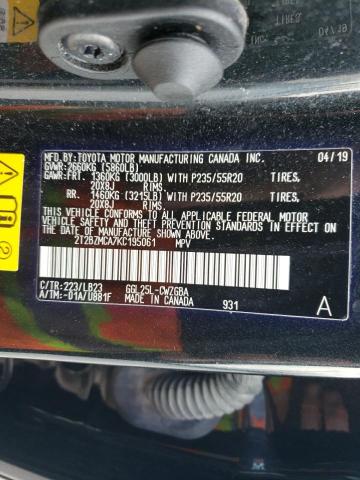 04/19
MFD. BY: TOYOTA MOTOR MANUFACTURING CANADA INC. 04/19
GVWR: 2660KG (5860LB)
GAWR: FRT. 1360KG (3000LB) WITH P235/55R20 TIRES,
20X8J RIMS.
RR. 1460KG (3215LB) WITH P235/55R20 TIRES,
20X8J RIMS.
THIS VEHICLE CONFORMS TO ALL APPLICABLE FEDERAL MOTOR
VEHICLE SAFETY AND THEFT PREVENTION STANDARDS IN EFFECT
ON THE DATE OF MANUFACTURE SHOWN ABOVE.
2T2BZMCA7KC195061 MPV
C/TR: 223/LB23 GGL25L-CWZGBA
A/TM: -01A/U881F MADE IN CANADA 931 A